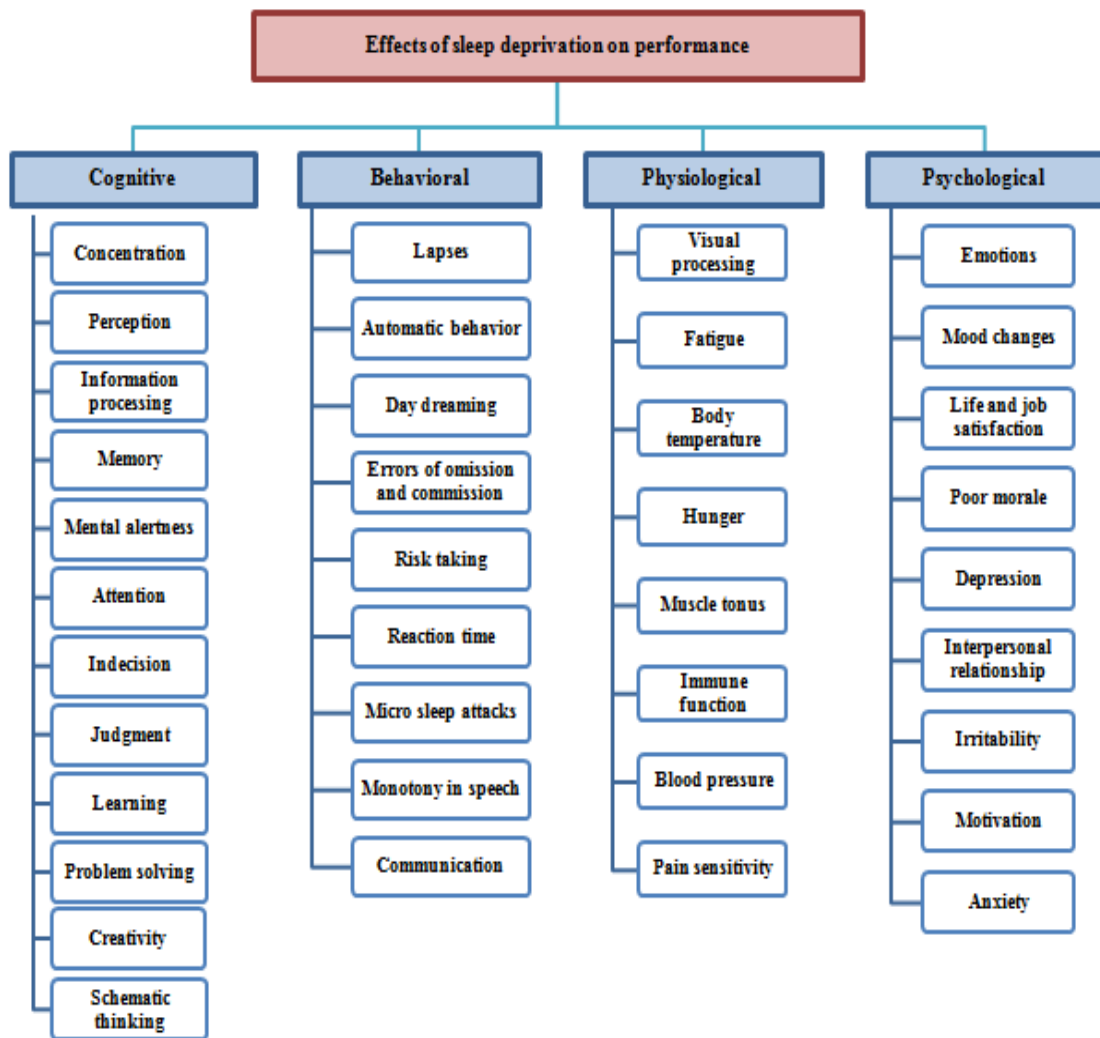 Effects of sleep deprivation on performance
Cognitive
Concentration
Perception
Information
processing
Memory
Mental alertness
Attention
Indecision
Judgment
Learning
Problem solving
Creativity
Schematic
thinking
Behavioral
Lapses
Automatic behavior
Day dreaming
Errors of omission
and commission
Risk taking
Reaction time
Micro sleep attacks
Monotony in speech
Communication
Physiological
Visual
processing
Fatigue
Body
temperature
Hunger
Muscle tonus
Immune
function
Blood pressure
Pain sensitivity
Psychological
Emotions
Mood changes
Life and job
satisfaction
Poor morale
Depression
Interpersonal
relationship
Irritability
Motivation
Anxiety